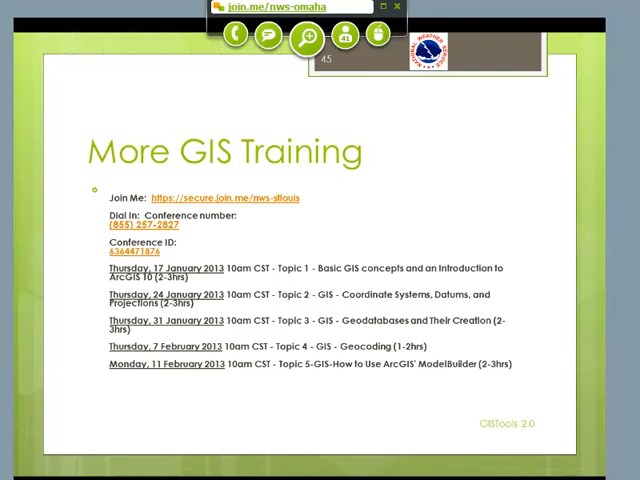 join.me/nws-omaha
41
45
NATIONAL WEATHER SERVICE
More GIS Training
Join Me:  https://secure.join.me/nws-stlouis
Dial In:  Conference number:
(855) 257-2827
Conference ID:
6364471876
Thursday, 17 January 2013 10am CST - Topic 1 - Basic GIS concepts and an Introduction to
ArcGIS 10 (2-3hrs)
Thursday, 24 January 2013 10am CST - Topic 2 - GIS - Coordinate Systems, Datums, and
Projections (2-3hrs)
Thursday, 31 January 2013 10am CST - Topic 3 - GIS - Geodatabases and Their Creation (2-
3hrs)
Thursday, 7 February 2013 10am CST - Topic 4 - GIS - Geocoding (1-2hrs)
Monday, 11 February 2013 10am CST - Topic 5-GIS-How to Use ArcGIS' ModelBuilder (2-3hrs)
GISTools 2.0